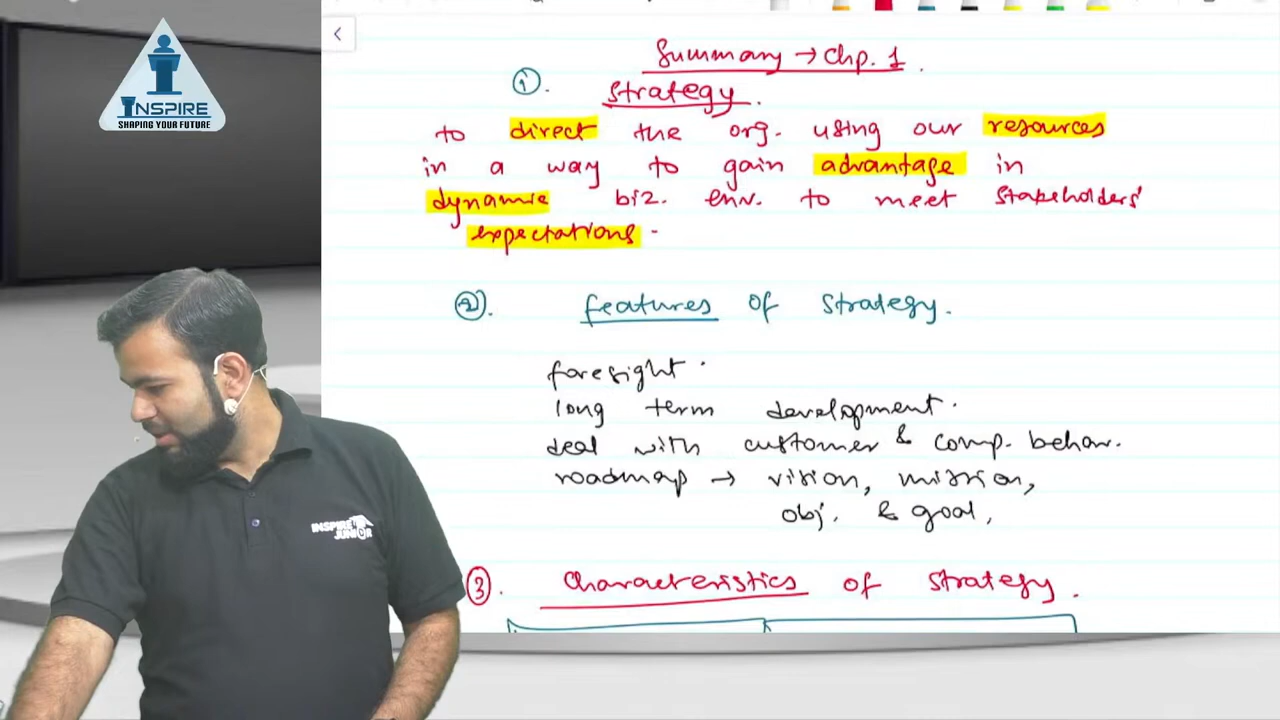 INSPIRE
SHAPING YOUR FUTURE
Summary → Chp. 1.
①.
Strategy.
to direct the org. using our resources
in a way to gain advantage in
dynamic biz. env. to meet stakeholders'
expectations.
②. features of strategy.
foresight.
long term development.
deal with customer & comp. behav.
roadmap → vision, mission,
obj. & goal,
③. Characteristics of strategy.
INSPIRE
JUNIOR